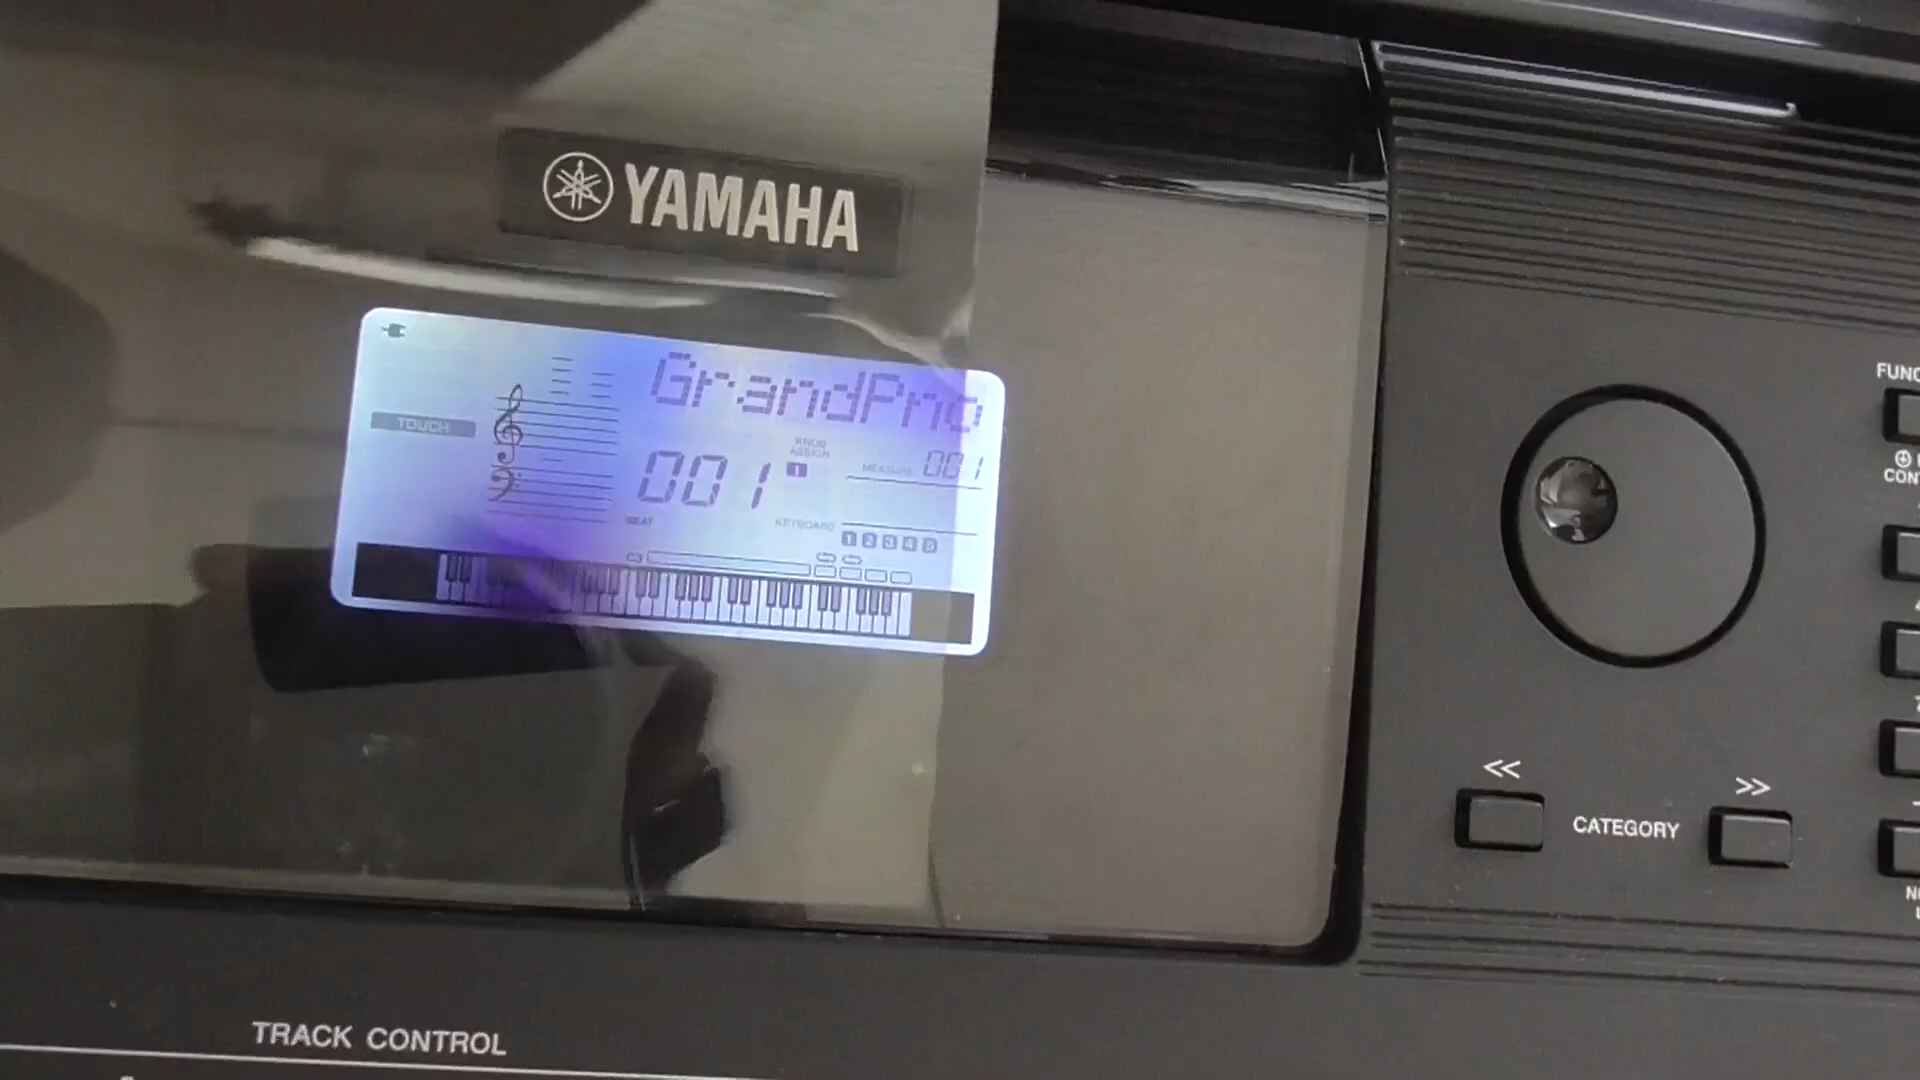 YAMAHA
GrandPno
TOUCH
KNOB
ASSIGN
1
001
MEASURE 001
BEAT
KEYBOARD
1 2 3 4 5
C3
FUNC
CON
<<
>>
CATEGORY
TRACK CONTROL